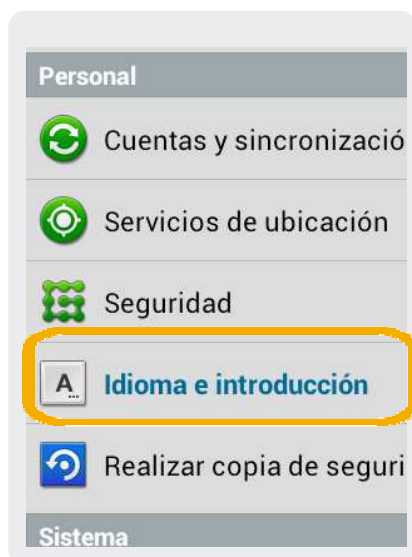 Personal
Cuentas y sincronizació
Servicios de ubicación
Seguridad
A...
Idioma e introducción
Realizar copia de seguri
Sistema